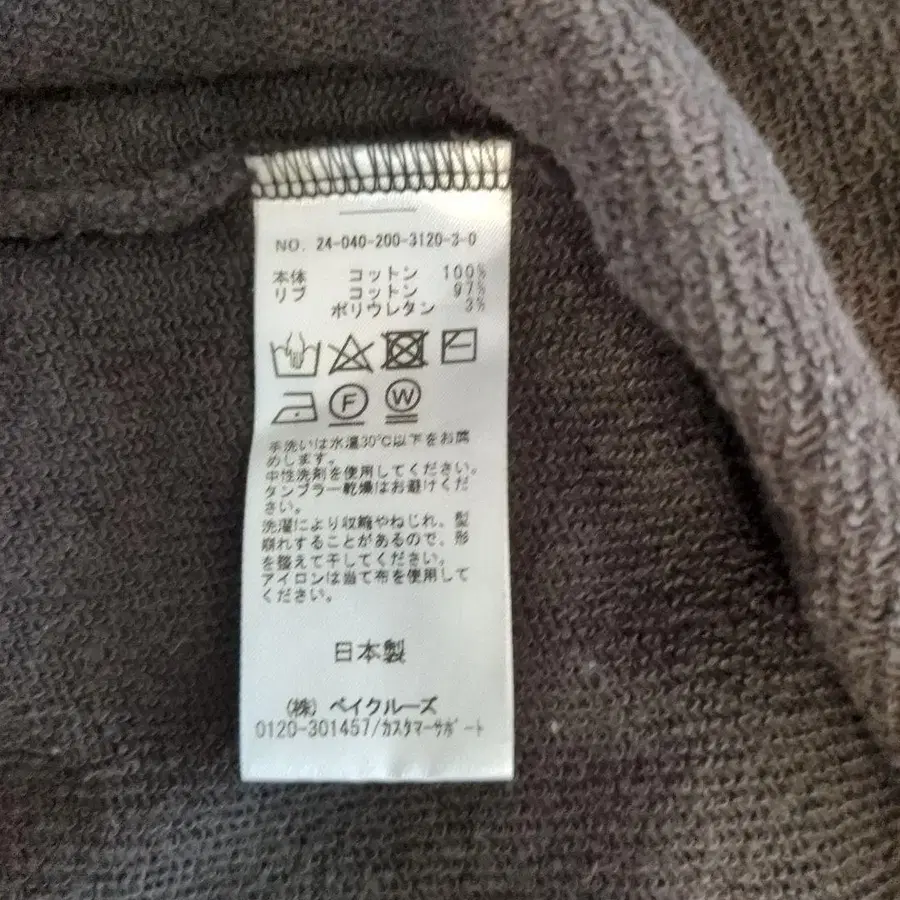 NO. 24-040-200-3120-3-0
本体 コットン 100%
リブ コットン 97%
ポリウレタン 3%
F W
手洗いは水温30℃以下をお薦
めします。
中性洗剤を使用してください。
タンブラー乾燥はお避けくだ
さい。
洗濯により収縮やねじれ、型
崩れすることがあるので、形
を整えて干してください。
アイロンは当て布を使用して
ください。
日本製
(株) ベイクルーズ
0120-301457/カスタマーサポート